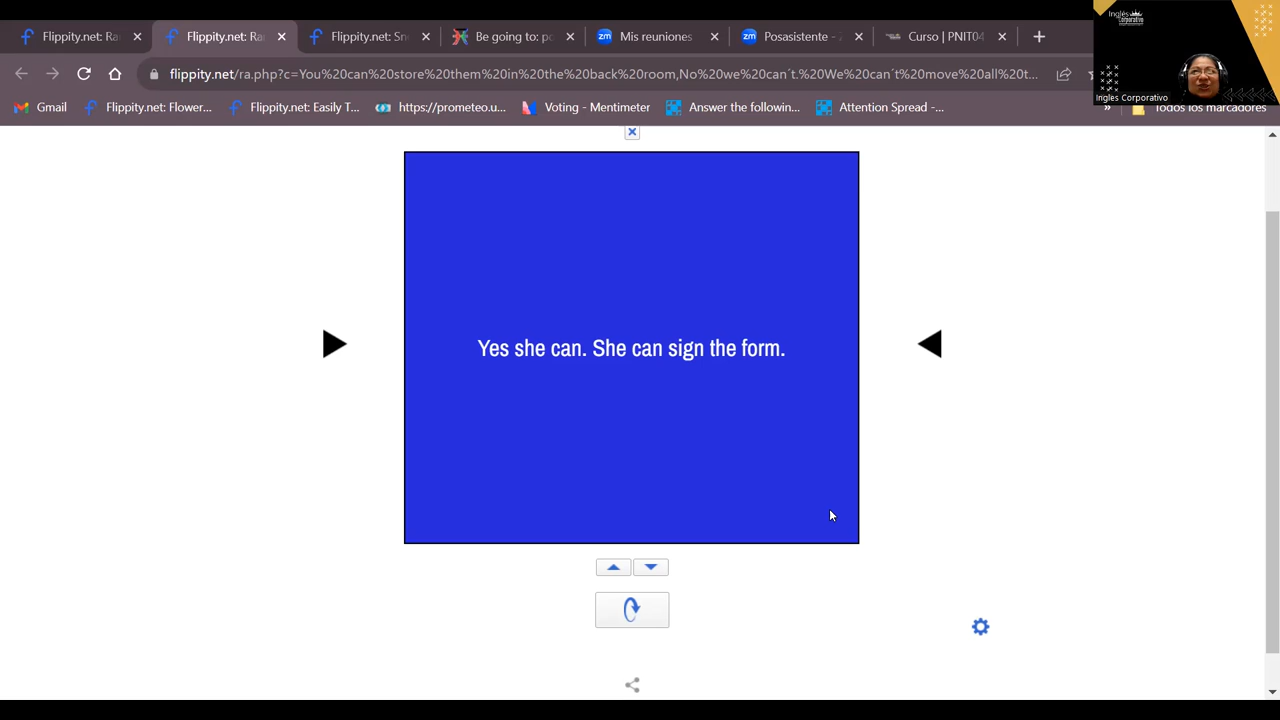 Flippity.net: Ra
Flippity.net: Ra
Flippity.net: Sn
Be going to: p
Mis reuniones
Posasistente -
Curso | PNIT04
flippity.net/ra.php?c=You%20can%20store%20them%20in%20the%20back%20room,No%20we%20can´t.%20We%20can´t%20drive%20all%20t...
Gmail
Flippity.net: Flower...
Flippity.net: Easily T...
https://prometeo.u...
Voting - Mentimeter
Answer the followin...
Attention Spread -...
»
Todos los marcadores
Inglés
Corporativo
Ingles Corporativo
Yes she can. She can sign the form.